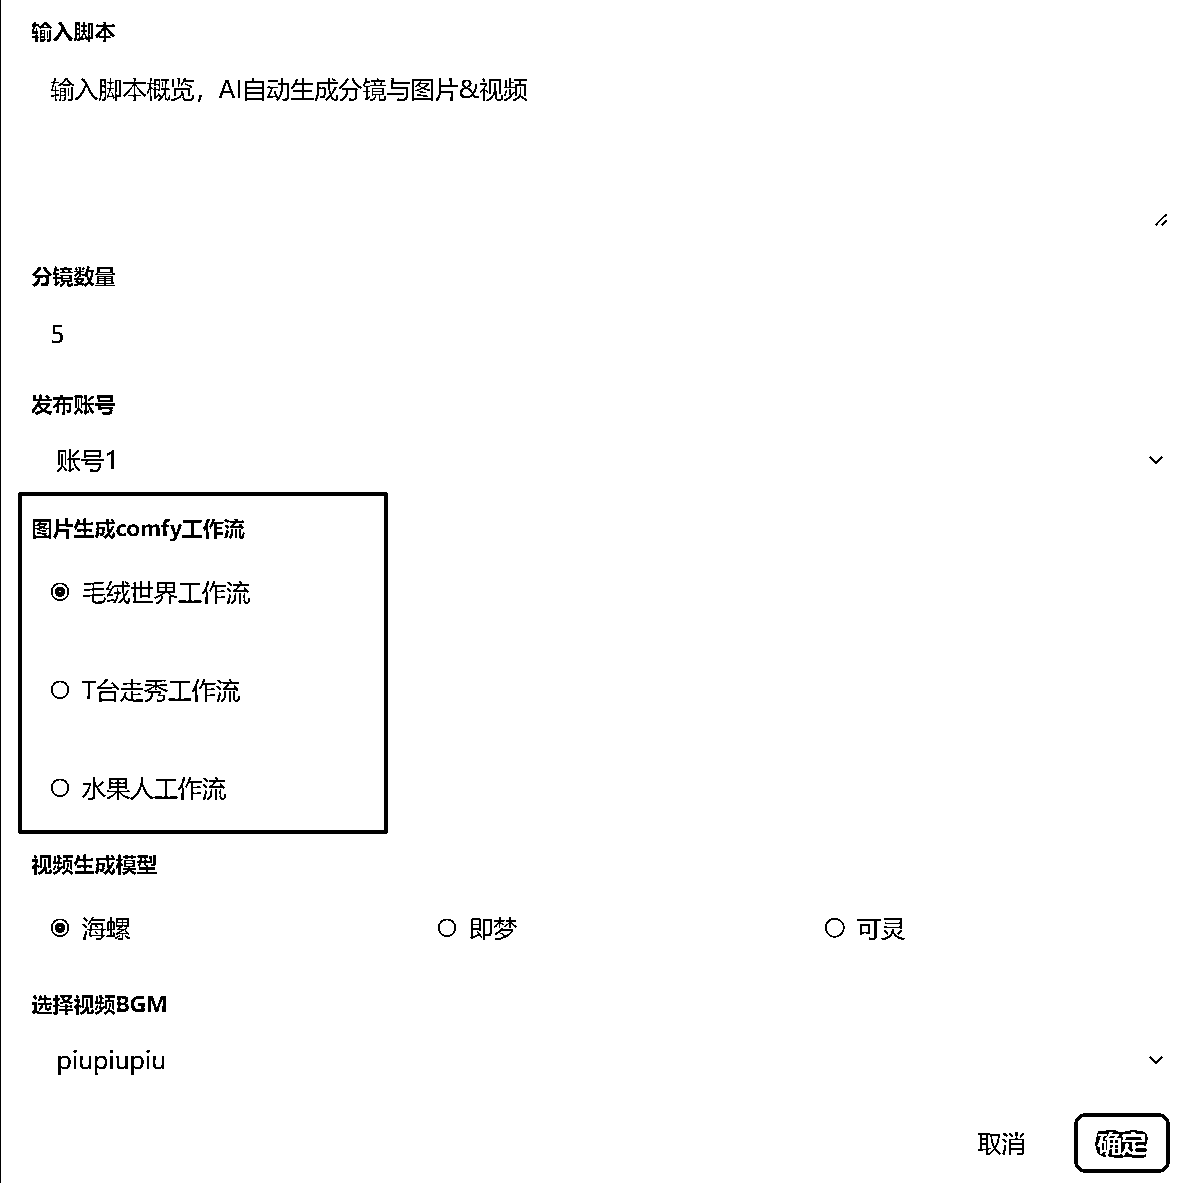 输入脚本
输入脚本概览，AI自动生成分镜与图片&视频
分镜数量
5
发布账号
账号1
图片生成comfy工作流
毛绒世界工作流
T台走秀工作流
水果人工作流
视频生成模型
海螺 即梦 可灵
选择视频BGM
piupiupiu
取消 确定